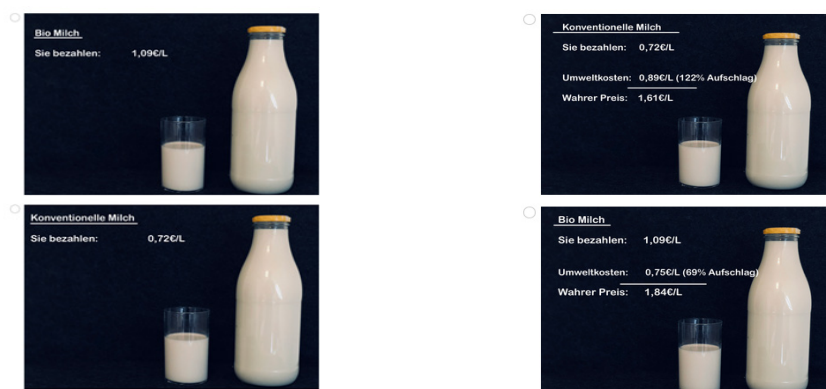 Bio Milch
Sie bezahlen: 1,09€/L
Konventionelle Milch
Sie bezahlen: 0,72€/L
Umweltkosten: 0,89€/L (122% Aufschlag)
Wahrer Preis: 1,61€/L
Konventionelle Milch
Sie bezahlen: 0,72€/L
Bio Milch
Sie bezahlen: 1,09€/L
Umweltkosten: 0,75€/L (69% Aufschlag)
Wahrer Preis: 1,84€/L